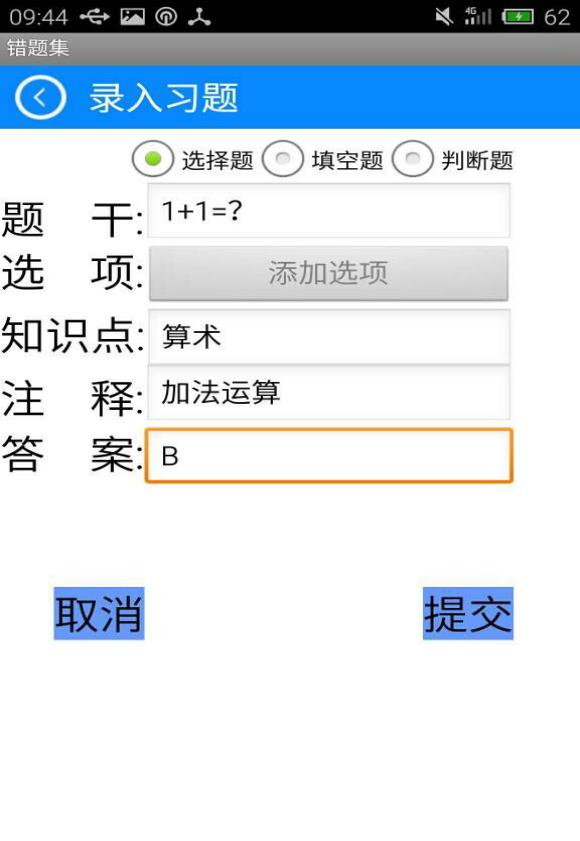 09:44 4G 62
错题集
录入习题
选择题 填空题 判断题
题 干: 1+1=?
选 项: 添加选项
知识点: 算术
注 释: 加法运算
答 案: B
取消 提交